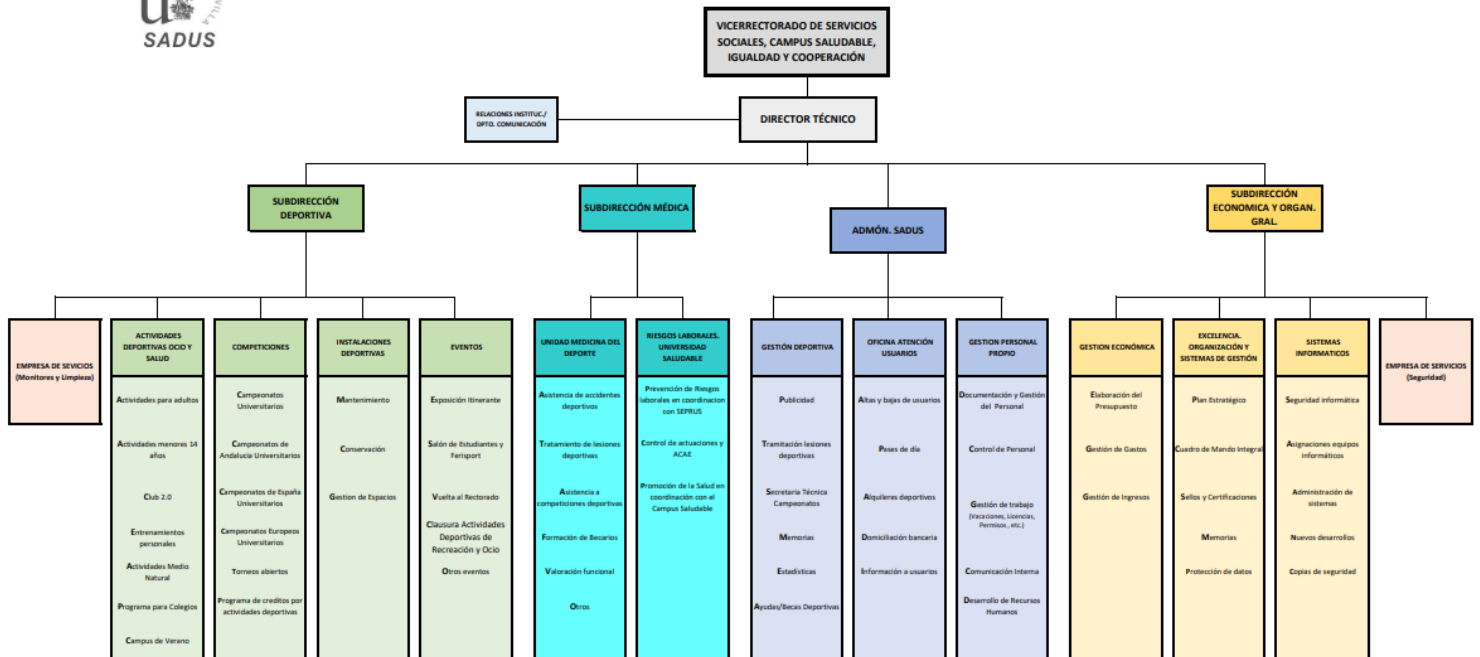 SADUS
VICERRECTORADO DE SERVICIOS
SOCIALES, CAMPUS SALUDABLE,
IGUALDAD Y COOPERACIÓN
RELACIONES INSTITUC./
DPTO. COMUNICACIÓN
DIRECTOR TÉCNICO
SUBDIRECCIÓN
DEPORTIVA
SUBDIRECCIÓN MÉDICA
ADMÓN. SADUS
SUBDIRECCIÓN
ECONOMICA Y ORGAN.
GRAL.
EMPRESA DE SEVICIOS
(Monitores y Limpieza)
ACTIVIDADES
DEPORTIVAS OCIO Y
SALUD
Actividades para adultos
Actividades menores 14
años
Club 2.0
Entrenamientos
personales
Actividades Medio
Natural
Programa para Colegios
Campus de Verano
COMPETICIONES
Campeonatos
Universitarios
Campeonatos de
Andalucia Universitarios
Campeonatos de España
Universitarios
Campeonatos Europeos
Universitarios
Torneos abiertos
Programa de creditos por
actividades deportivas
INSTALACIONES
DEPORTIVAS
Mantenimiento
Conservación
Gestion de Espacios
EVENTOS
Exposición Itinerante
Salón de Estudiantes y
Ferisport
Vuelta al Rectorado
Clausura Actividades
Deportivas de
Recreación y Ocio
Otros eventos
UNIDAD MEDICINA DEL
DEPORTE
Asistencia de accidentes
deportivos
Tratamiento de lesiones
deportivas
Asistencia a
competiciones deportivas
Formación de Becarios
Valoración funcional
Otros
RIESGOS LABORALES.
UNIVERSIDAD
SALUDABLE
Prevención de Riesgos
laborales en coordinacion
con SEPRUS
Control de actuaciones y
ACAE
Promoción de la Salud en
coordinación con el
Campus Saludable
GESTIÓN DEPORTIVA
Publicidad
Tramitación lesiones
deportivas
Secretaria Técnica
Campeonatos
Memorias
Estadísticas
Ayudas/Becas Deportivas
OFICINA ATENCIÓN
USUARIOS
Altas y bajas de usuarios
Pases de día
Alquileres deportivos
Domiciliación bancaria
Información a usuarios
GESTION PERSONAL
PROPIO
Documentación y Gestión
del Personal
Control de Personal
Gestión de trabajo
(Vacaciones, Licencias,
Permisos , etc.)
Comunicación Interna
Desarrollo de Recursos
Humanos
GESTION ECONÓMICA
Elaboración del
Presupuesto
Gestión de Gastos
Gestión de Ingresos
EXCELENCIA.
ORGANIZACIÓN Y
SISTEMAS DE GESTIÓN
Plan Estratégico
Cuadro de Mando Integral
Sellos y Certificaciones
Memorias
Protección de datos
SISTEMAS
INFORMATICOS
Seguridad informática
Asignaciones equipos
informáticos
Administración de
sistemas
Nuevos desarrollos
Copias de seguridad
EMPRESA DE SERVICIOS
(Seguridad)